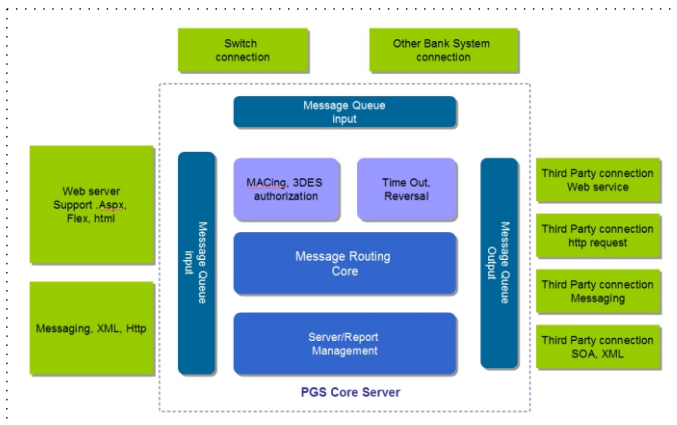 Switch
connection
Other Bank System
connection
Message Queue
input
Web server
Support .Aspx,
Flex, html
Messaging, XML, Http
Message Queue
input
MACing, 3DES
authorization
Time Out,
Reversal
Message Routing
Core
Server/Report
Management
Message Queue
Output
Third Party connection
Web service
Third Party connection
http request
Third Party connection
Messaging
Third Party connection
SOA, XML
PGS Core Server